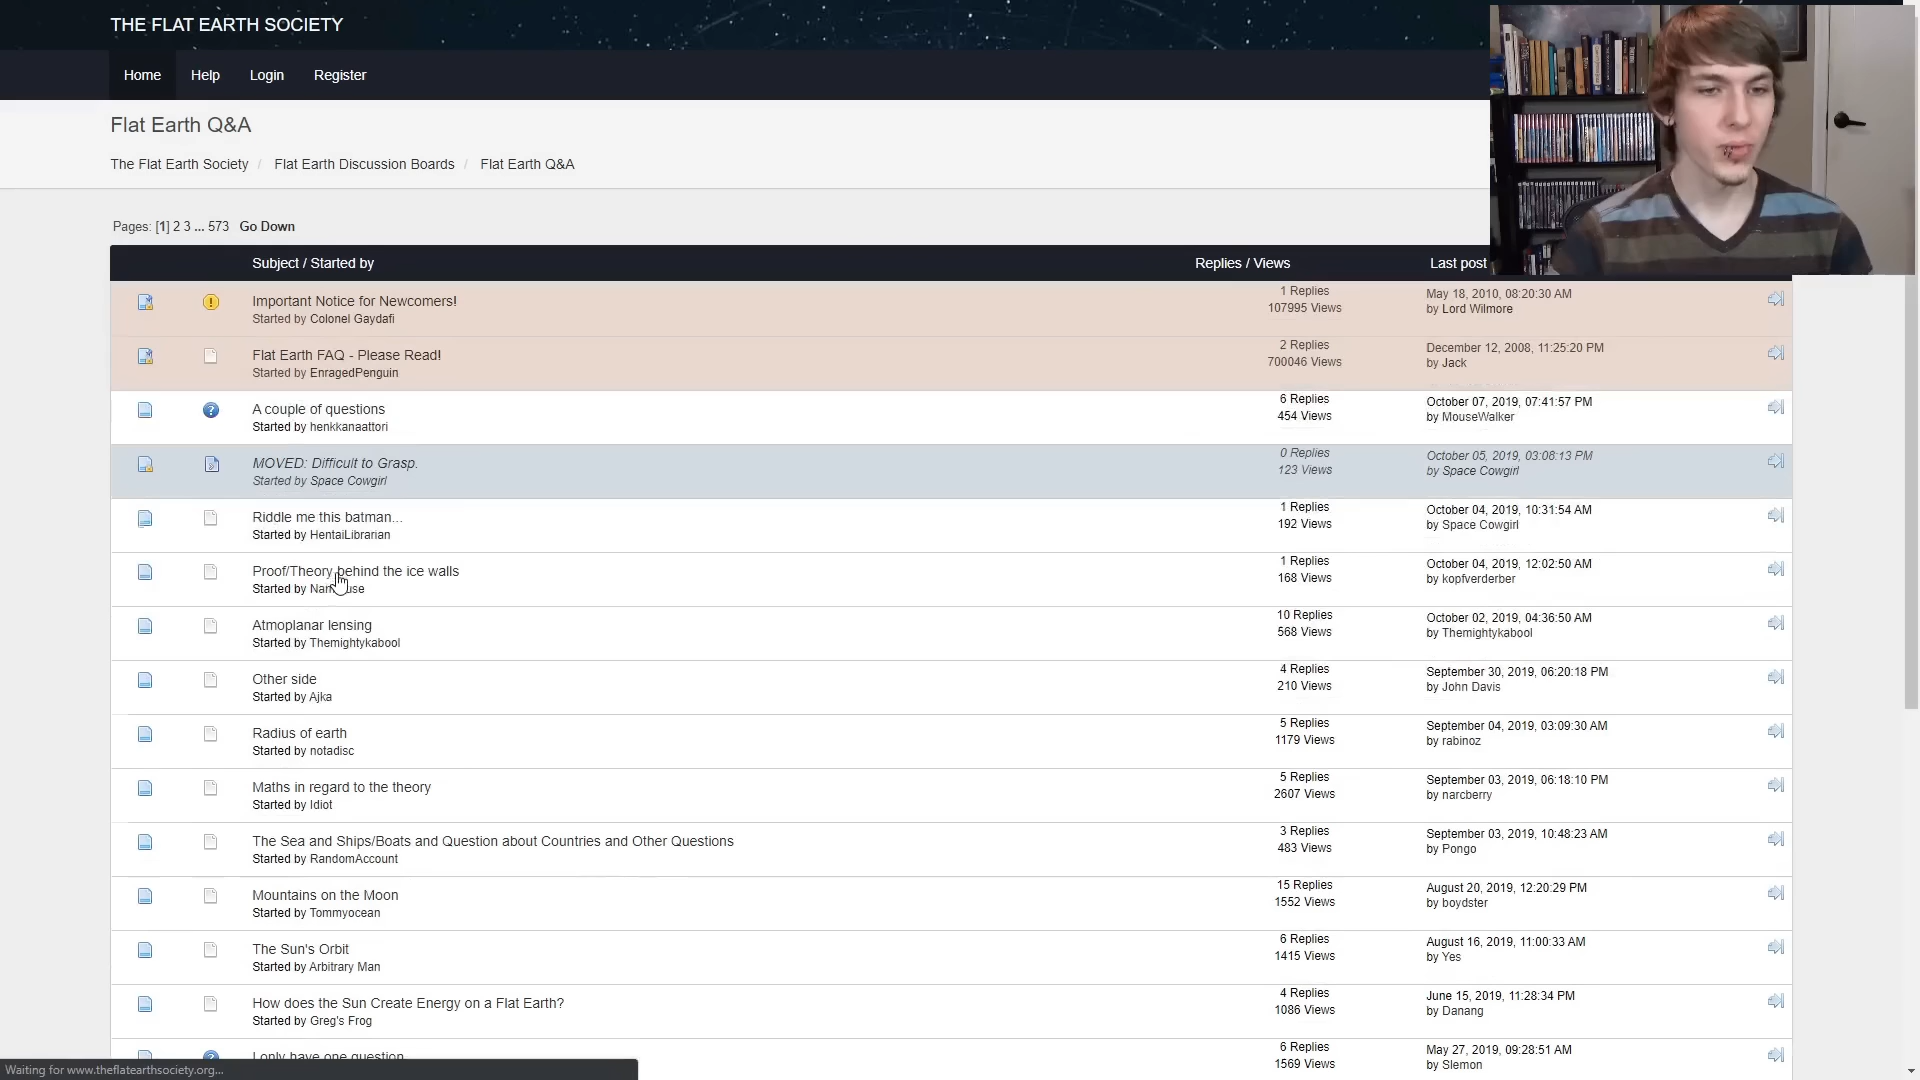 THE FLAT EARTH SOCIETY
Home Help Login Register
Flat Earth Q&A
The Flat Earth Society / Flat Earth Discussion Boards / Flat Earth Q&A
Pages: [1] 2 3 ... 573 Go Down
Subject / Started by Replies / Views Last post
Important Notice for Newcomers!
Started by Colonel Gaydafi
1 Replies
107995 Views
May 18, 2010, 08:20:30 AM
by Lord Wilmore
Flat Earth FAQ - Please Read!
Started by EnragedPenguin
2 Replies
700046 Views
December 12, 2008, 11:25:20 PM
by Jack
A couple of questions
Started by henkkanaattori
6 Replies
454 Views
October 07, 2019, 07:41:57 PM
by MouseWalker
MOVED: Difficult to Grasp.
Started by Space Cowgirl
0 Replies
123 Views
October 05, 2019, 03:08:13 PM
by Space Cowgirl
Riddle me this batman...
Started by HentaiLibrarian
1 Replies
192 Views
October 04, 2019, 10:31:54 AM
by Space Cowgirl
Proof/Theory behind the ice walls
Started by
1 Replies
168 Views
October 04, 2019, 12:02:50 AM
by kopfverderber
Atmoplanar lensing
Started by Themightykabool
10 Replies
568 Views
October 02, 2019, 04:36:50 AM
by Themightykabool
Other side
Started by Ajka
4 Replies
210 Views
September 30, 2019, 06:20:18 PM
by John Davis
Radius of earth
Started by notadisc
5 Replies
1179 Views
September 04, 2019, 03:09:30 AM
by rabinoz
Maths in regard to the theory
Started by Idiot
5 Replies
2607 Views
September 03, 2019, 06:18:10 PM
by narcberry
The Sea and Ships/Boats and Question about Countries and Other Questions
Started by RandomAccount
3 Replies
483 Views
September 03, 2019, 10:48:23 AM
by Pongo
Mountains on the Moon
Started by Tommyocean
15 Replies
1552 Views
August 20, 2019, 12:20:29 PM
by boydster
The Sun's Orbit
Started by Arbitrary Man
6 Replies
1415 Views
August 16, 2019, 11:00:33 AM
by Yes
How does the Sun Create Energy on a Flat Earth?
Started by Greg's Frog
4 Replies
1086 Views
June 15, 2019, 11:28:34 PM
by Danang
I only have one question
6 Replies
1569 Views
May 27, 2019, 09:28:51 AM
by Slemon
Waiting for www.theflatearthsociety.org...